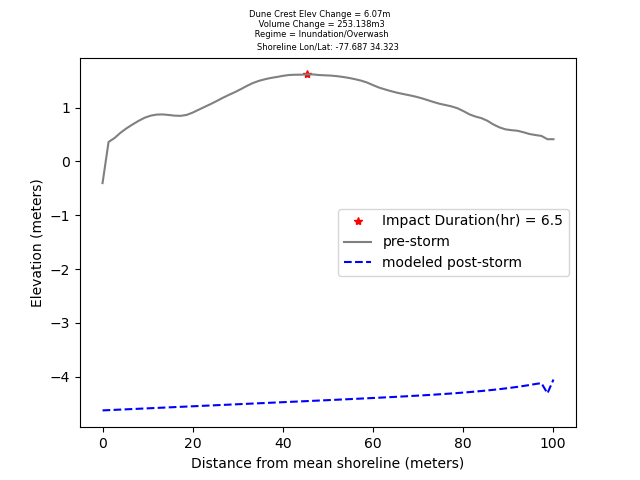 Dune Crest Elev Change = 6.07m
Volume Change = 253.138m3
Regime = Inundation/Overwash
Shoreline Lon/Lat: -77.687 34.323
1
0
−1
−2
−3
−4
Elevation (meters)
Impact Duration(hr) = 6.5
pre-storm
modeled post-storm
0 20 40 60 80 100
Distance from mean shoreline (meters)